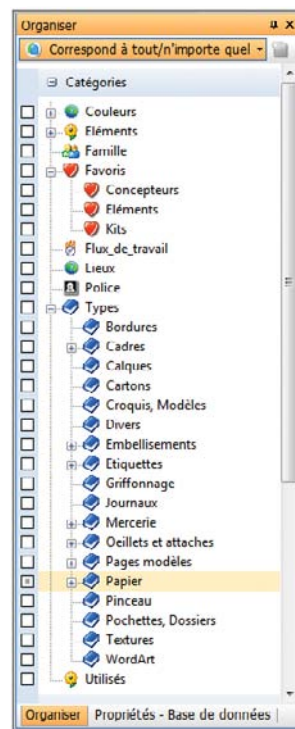 Organiser
Correspond à tout/n'importe quel
Catégories
Couleurs
Eléments
Famille
Favoris
Concepteurs
Eléments
Kits
Flux_de_travail
Lieux
Police
Types
Bordures
Cadres
Calques
Cartons
Croquis, Modèles
Divers
Embellisements
Etiquettes
Griffonnage
Journaux
Mercerie
Oeillets et attaches
Pages modèles
Papier
Pinceau
Pochettes, Dossiers
Textures
WordArt
Utilisés
Organiser Propriétés - Base de données